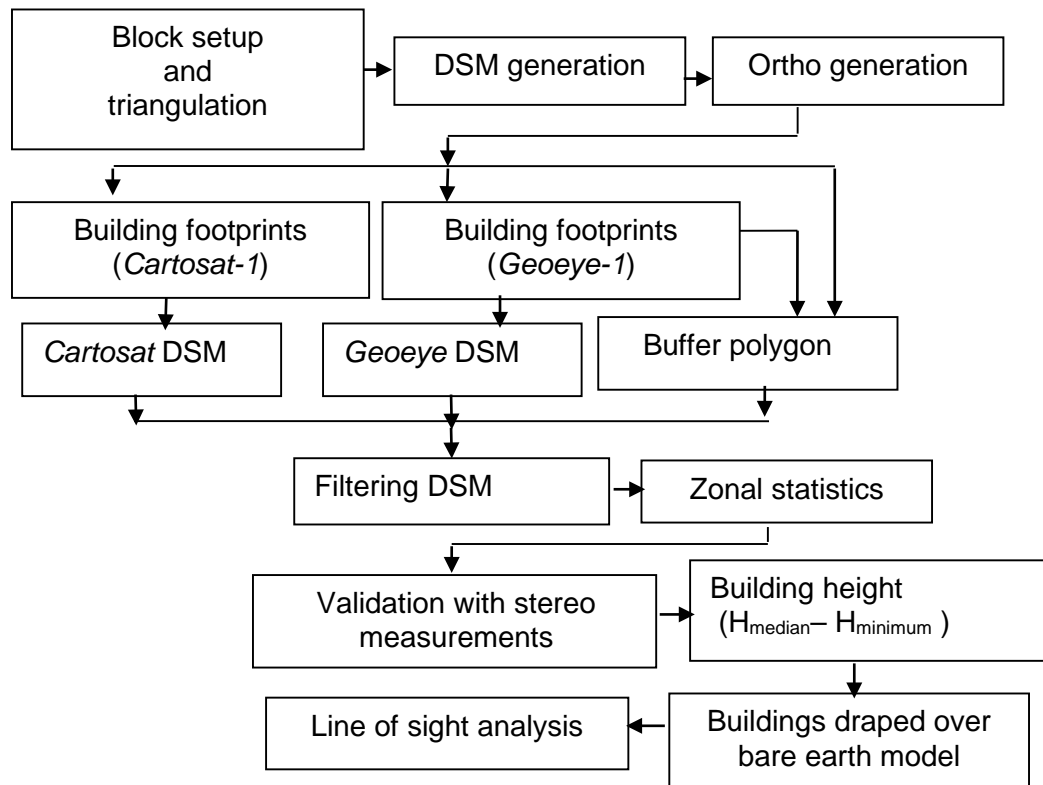 Block setup
and
triangulation
DSM generation
Ortho generation
Building footprints
(Cartosat-1)
Building footprints
(Geoeye-1)
Cartosat DSM
Geoeye DSM
Buffer polygon
Filtering DSM
Zonal statistics
Validation with stereo
measurements
Building height
(Hmedian– Hminimum )
Line of sight analysis
Buildings draped over
bare earth model